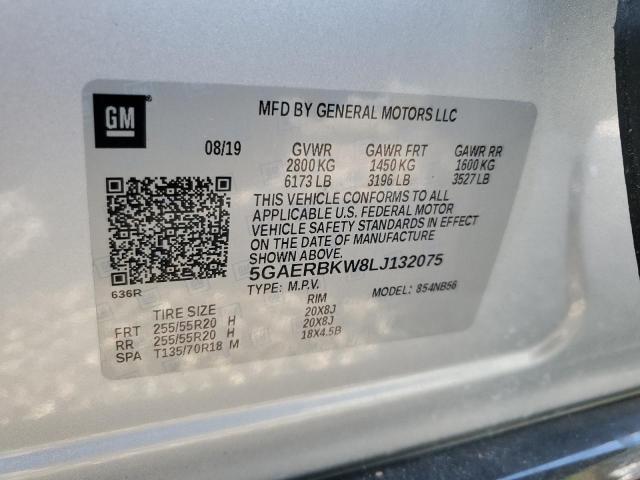 GM
MFD BY GENERAL MOTORS LLC
08/19 GVWR GAWR FRT GAWR RR
2800 KG 1450 KG 1600 KG
6173 LB 3196 LB 3527 LB
THIS VEHICLE CONFORMS TO ALL
APPLICABLE U.S. FEDERAL MOTOR
VEHICLE SAFETY STANDARDS IN EFFECT
ON THE DATE OF MANUFACTURE SHOWN ABOVE.
5GAERBKW8LJ132075
636R TYPE: M.P.V. MODEL: 854NB56
TIRE SIZE RIM
FRT 255/55R20 H 20X8J
RR 255/55R20 H 20X8J
SPA T135/70R18 M 18X4.5B